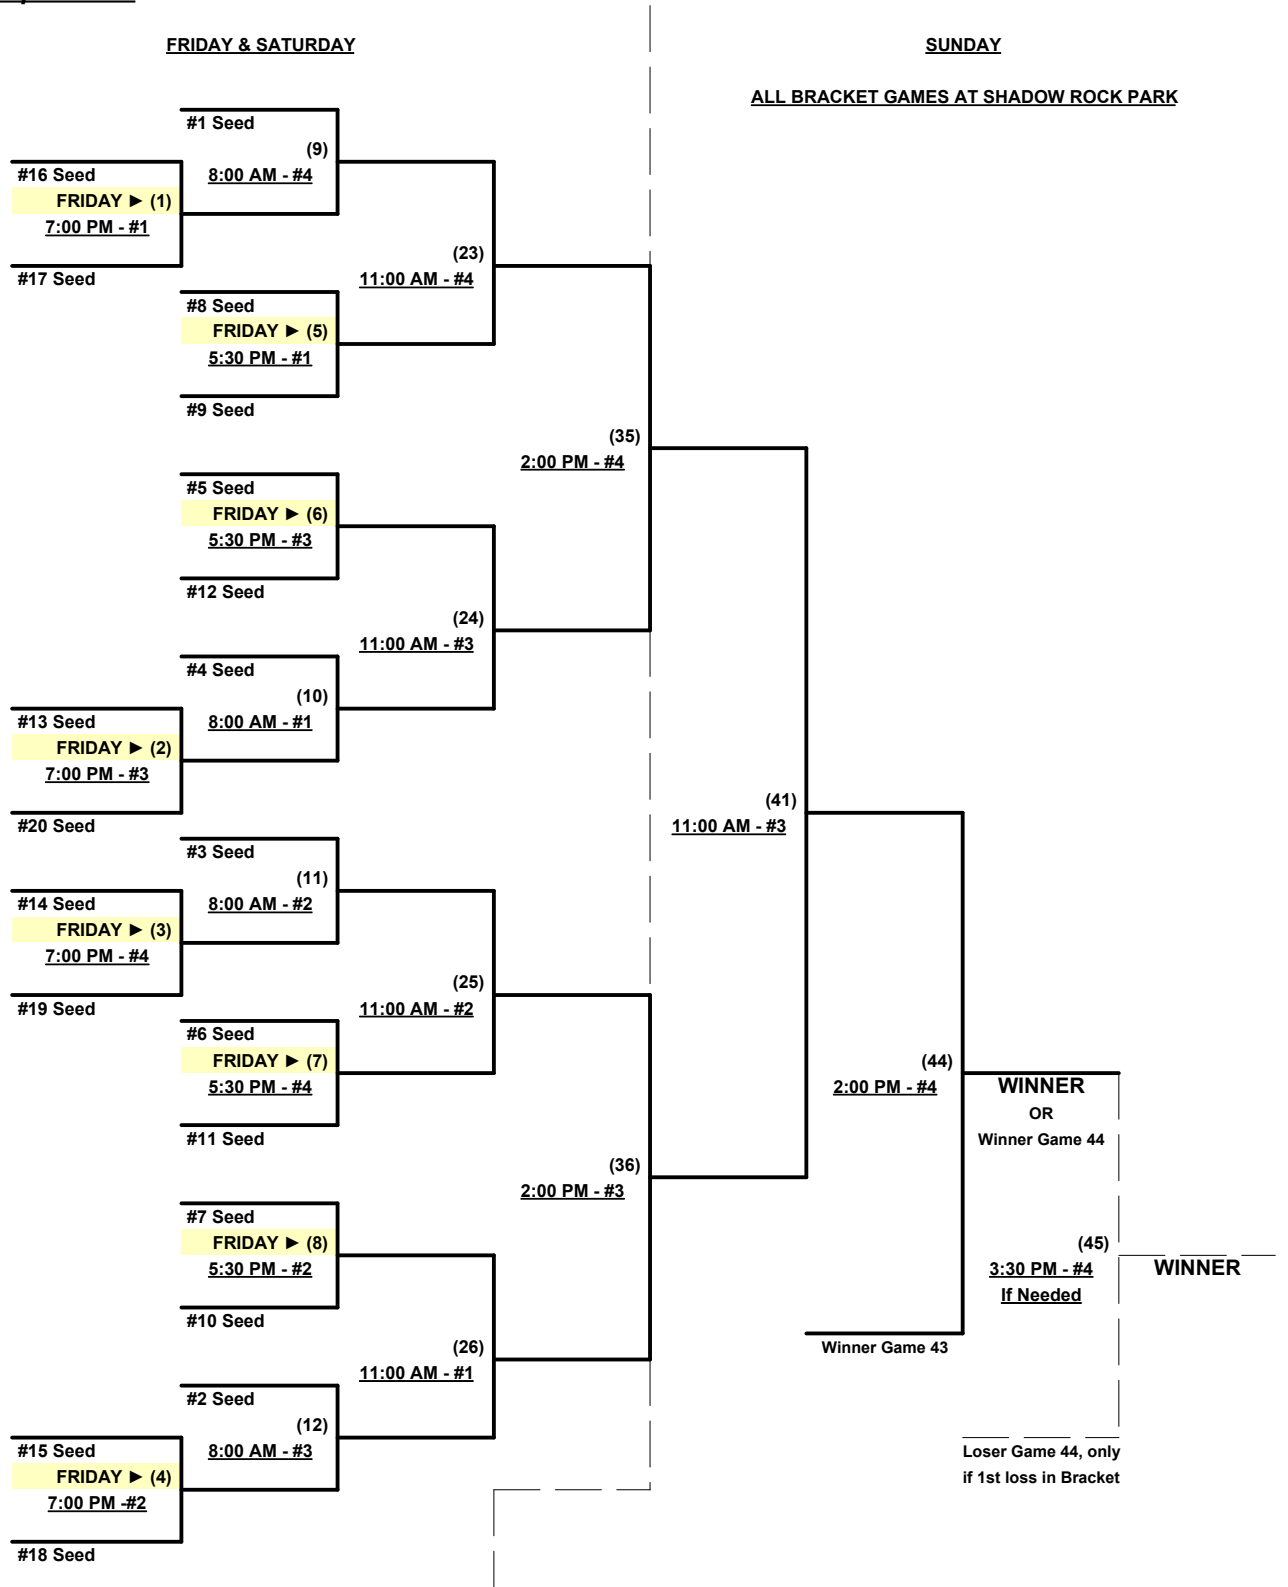 FRIDAY & SATURDAY
SUNDAY
ALL BRACKET GAMES AT SHADOW ROCK PARK
#1 Seed
(9)
8:00 AM - #4
#16 Seed
FRIDAY ► (1)
7:00 PM - #1
#17 Seed
(23)
11:00 AM - #4
#8 Seed
FRIDAY ► (5)
5:30 PM - #1
#9 Seed
(35)
2:00 PM - #4
#5 Seed
FRIDAY ► (6)
5:30 PM - #3
#12 Seed
(24)
11:00 AM - #3
#4 Seed
(10)
8:00 AM - #1
#13 Seed
FRIDAY ► (2)
7:00 PM - #3
#20 Seed
(41)
11:00 AM - #3
#3 Seed
(11)
8:00 AM - #2
#14 Seed
FRIDAY ► (3)
7:00 PM - #4
#19 Seed
(25)
11:00 AM - #2
#6 Seed
FRIDAY ► (7)
5:30 PM - #4
#11 Seed
(44)
2:00 PM - #4
WINNER
OR
Winner Game 44
(36)
2:00 PM - #3
#7 Seed
FRIDAY ► (8)
5:30 PM - #2
#10 Seed
(45)
3:30 PM - #4
If Needed
WINNER
Winner Game 43
(26)
11:00 AM - #1
#2 Seed
(12)
8:00 AM - #3
#15 Seed
FRIDAY ► (4)
7:00 PM -#2
#18 Seed
Loser Game 44, only
if 1st loss in Bracket